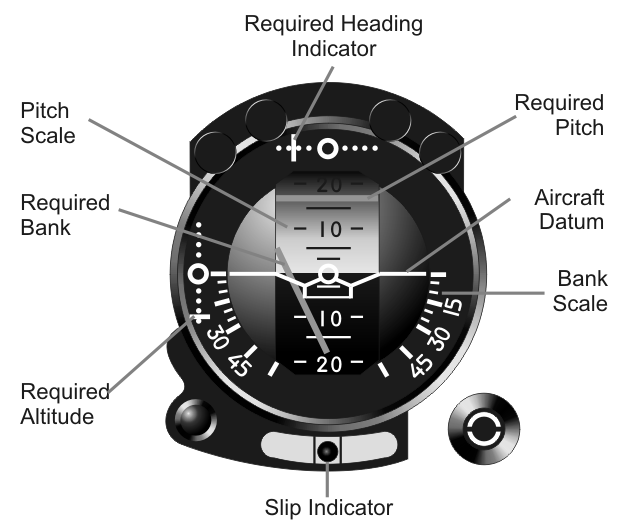 Required Heading
Indicator
Pitch
Scale
Required
Pitch
Required
Bank
Aircraft
Datum
Bank
Scale
Required
Altitude
Slip Indicator
20
10
10
20
30
45
15
30
45